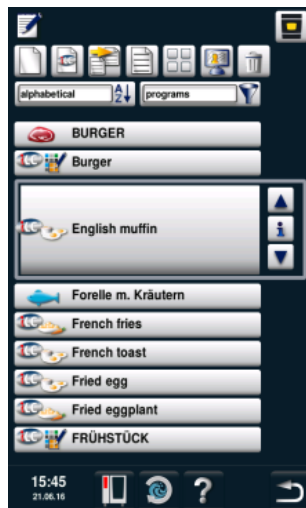 alphabetical
programs
BURGER
Burger
English muffin
Forelle m. Kräutern
French fries
French toast
Fried egg
Fried eggplant
FRÜHSTÜCK
15:45
21.06.16